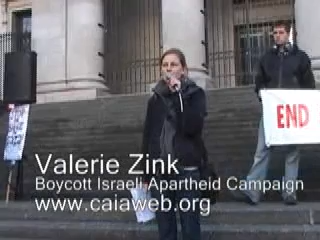 END
Valerie Zink
Boycott Israeli Apartheid Campaign
www.caiaweb.org